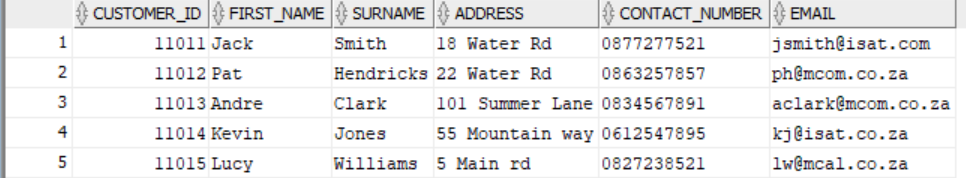 CUSTOMER_ID FIRST_NAME SURNAME ADDRESS CONTACT_NUMBER EMAIL
1 11011 Jack Smith 18 Water Rd 0877277521 jsmith@isat.com
2 11012 Pat Hendricks 22 Water Rd 0863257857 ph@mcom.co.za
3 11013 Andre Clark 101 Summer Lane 0834567891 aclark@mcom.co.za
4 11014 Kevin Jones 55 Mountain way 0612547895 kj@isat.co.za
5 11015 Lucy Williams 5 Main rd 0827238521 lw@mcal.co.za